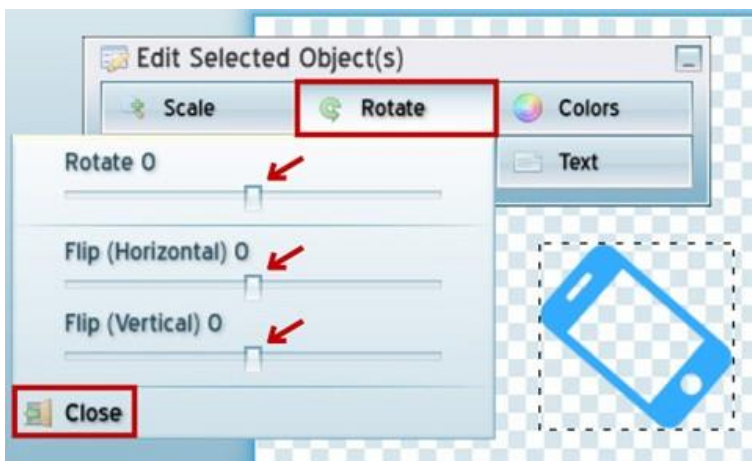 Edit Selected Object(s)
Scale Rotate Colors
Rotate 0 Text
Flip (Horizontal) 0
Flip (Vertical) 0
Close